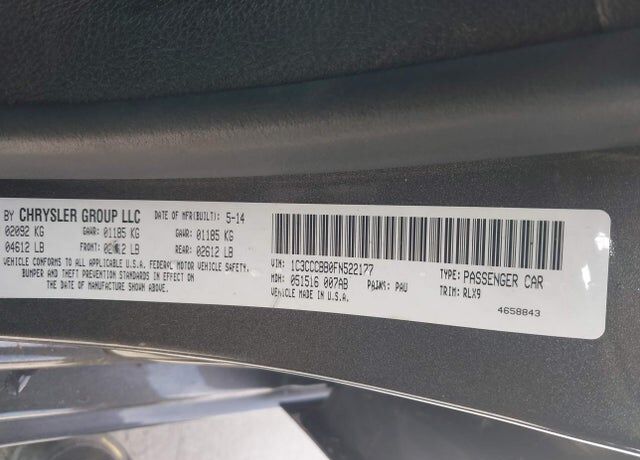 BY CHRYSLER GROUP LLC DATE OF MFR(BUILT): 5-14
02092 KG GAWR: 01185 KG GAWR: 01185 KG
04612 LB FRONT: 02612 LB REAR: 02612 LB
VEHICLE CONFORMS TO ALL APPLICABLE U.S.A. FEDERAL MOTOR VEHICLE SAFETY,
BUMPER AND THEFT PREVENTION STANDARDS IN EFFECT
ON THE DATE OF MANUFACTURE SHOWN ABOVE.
VIN: 1C3CCCBB0FN522177 TYPE: PASSENGER CAR
MDH: 051516 007AB PAINT: PAU TRIM: RLX9
VEHICLE MADE IN U.S.A. 4658843